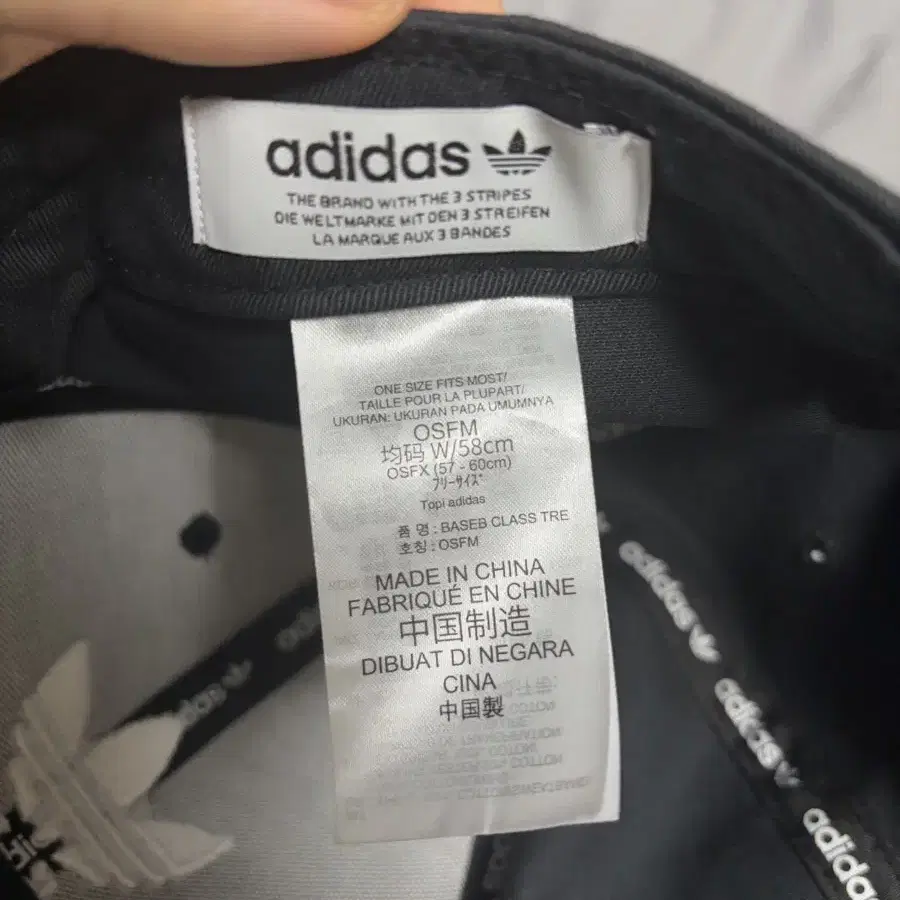 adidas
THE BRAND WITH THE 3 STRIPES
DIE WELTMARKE MIT DEN 3 STREIFEN
LA MARQUE AUX 3 BANDES
ONE SIZE FITS MOST/
TAILLE POUR LA PLUPART/
UKURAN: UKURAN PADA UMUMNYA
OSFM
均码 W/58cm
OSFX (57 - 60cm)
フリーサイズ
Topi adidas
품 명 : BASEB CLASS TRE
호칭 : OSFM
MADE IN CHINA
FABRIQUÉ EN CHINE
中国制造
DIBUAT DI NEGARA
CINA
中国製
adidas
adidas
adidas
adidas
adidas